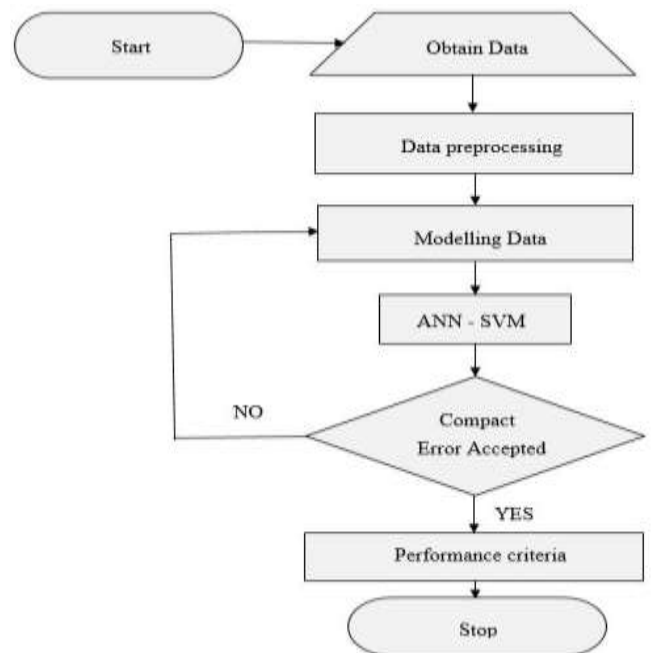 Start
Obtain Data
Data preprocessing
Modelling Data
ANN - SVM
NO
Compact
Error Accepted
YES
Performance criteria
Stop